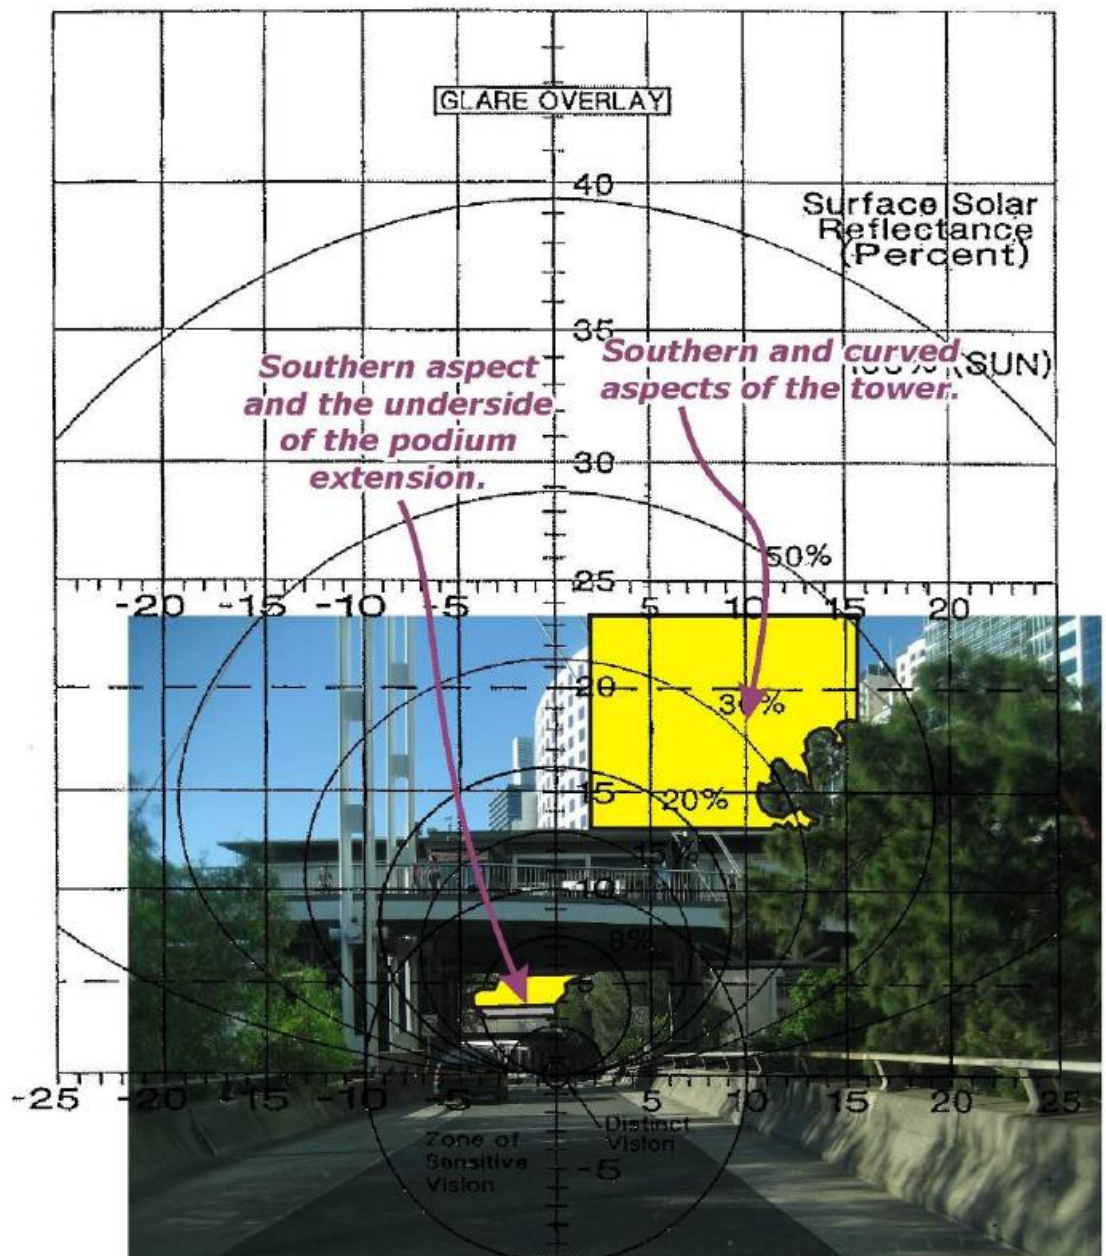 GLARE OVERLAY
40
Surface Solar
Reflectance
(Percent)
35
(SUN)
Southern aspect
and the underside
of the podium
extension.
Southern and curved
aspects of the tower.
30
50%
25
-20 -15 -10 -5 5 10 15 20
20
15
20%
15%
10
8%
-25 -20 -15 -10 -5 5 10 15 20 25
Distinct
Vision
Zone of
Sensitive
Vision
-5